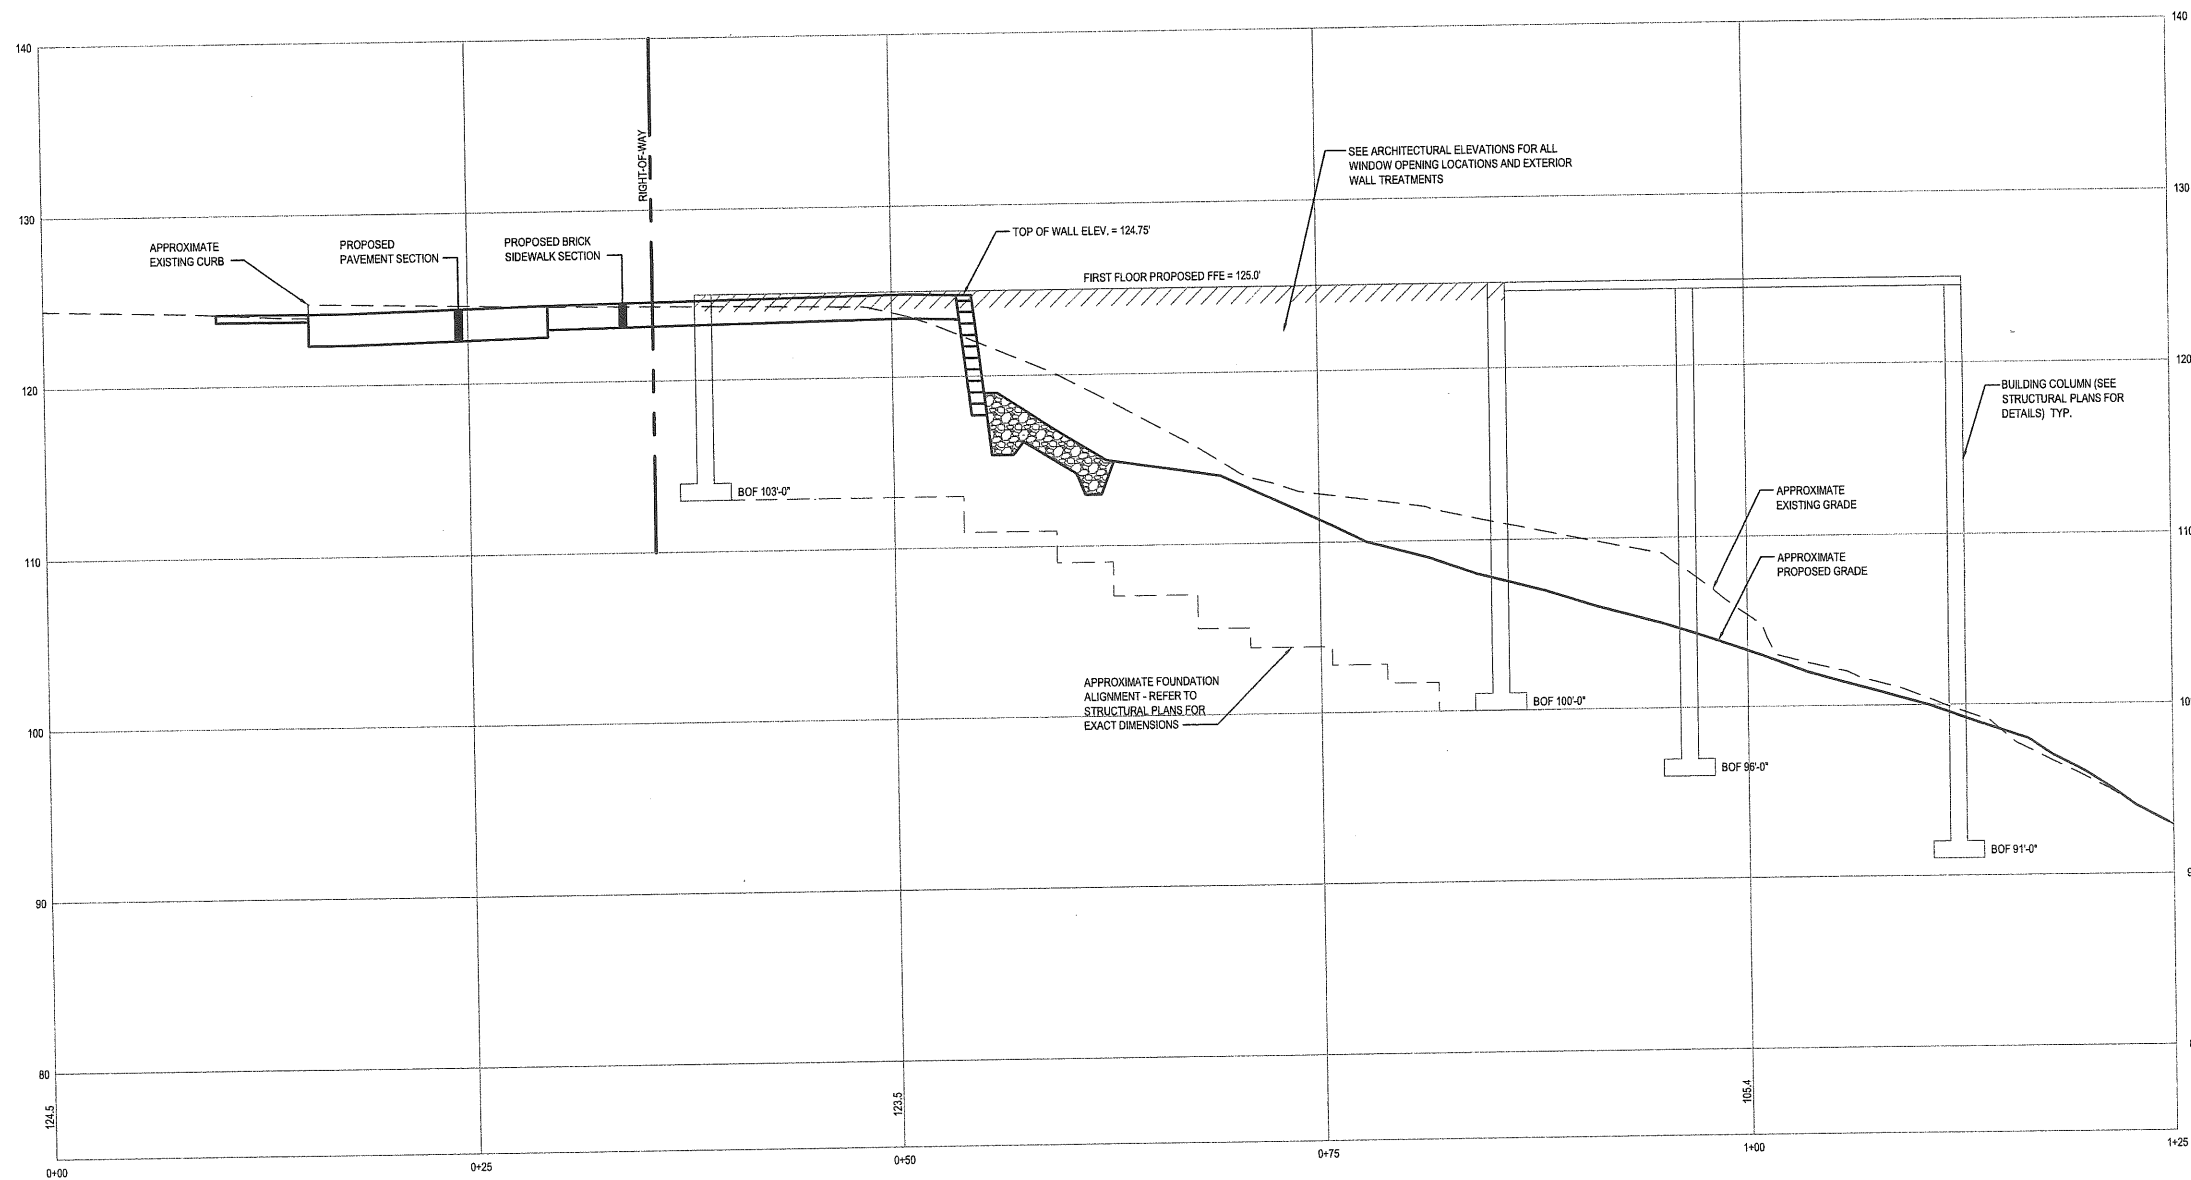 140
140
SEE ARCHITECTURAL ELEVATIONS FOR ALL
WINDOW OPENING LOCATIONS AND EXTERIOR
WALL TREATMENTS
RIGHT-OF-WAY
130
130
TOP OF WALL ELEV. = 124.75'
APPROXIMATE
EXISTING CURB
PROPOSED
PAVEMENT SECTION
PROPOSED BRICK
SIDEWALK SECTION
FIRST FLOOR PROPOSED FFE = 125.0'
120
120
BUILDING COLUMN (SEE
STRUCTURAL PLANS FOR
DETAILS) TYP.
BOF 103'-0"
APPROXIMATE
EXISTING GRADE
110
110
APPROXIMATE
PROPOSED GRADE
APPROXIMATE FOUNDATION
ALIGNMENT - REFER TO
STRUCTURAL PLANS FOR
EXACT DIMENSIONS
BOF 100'-0"
100
10
BOF 96'-0"
BOF 91'-0"
90
9
80
124.5
123.5
105.4
0+00
0+25
0+50
0+75
1+00
1+25